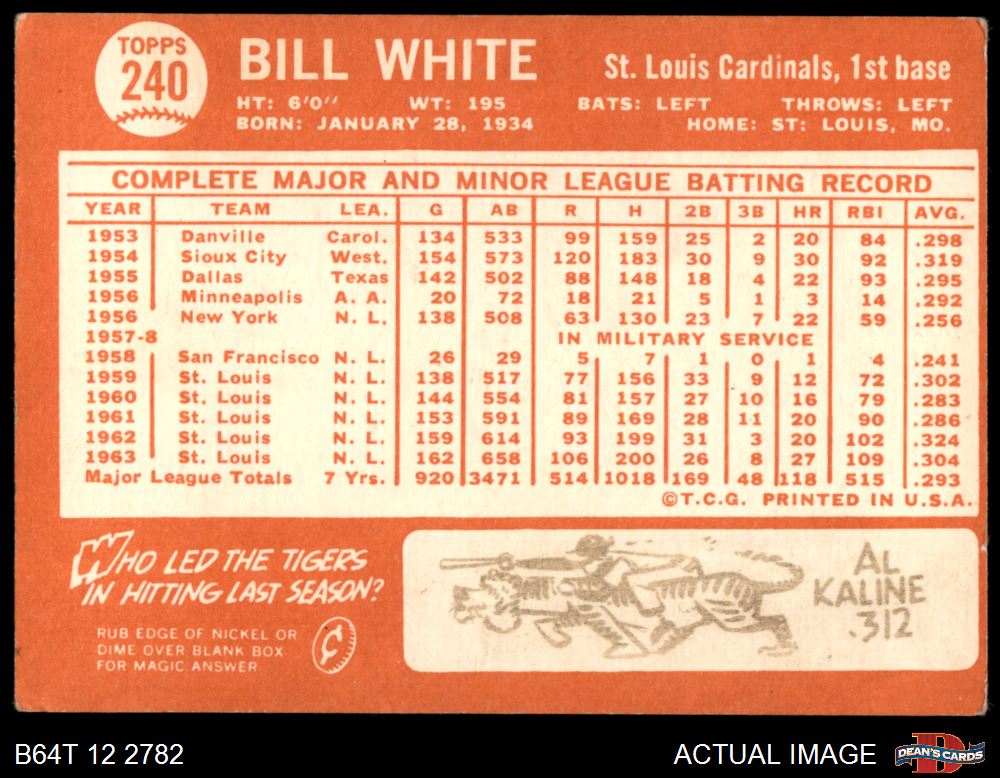 TOPPS
240
BILL WHITE
St. Louis Cardinals, 1st base
HT: 6'0" WT: 195 BATS: LEFT THROWS: LEFT
BORN: JANUARY 28, 1934 HOME: ST: LOUIS, MO.
COMPLETE MAJOR AND MINOR LEAGUE BATTING RECORD
YEAR TEAM LEA. G AB R H 2B 3B HR RBI AVG.
1953 Danville Carol. 134 533 99 159 25 2 20 84 .298
1954 Sioux City West. 154 573 120 183 30 9 30 92 .319
1955 Dallas Texas 142 502 88 148 18 4 22 93 .295
1956 Minneapolis A. A. 20 72 18 21 5 1 3 14 .292
1956 New York N. L. 138 508 63 130 23 7 22 59 .256
1957-8 IN MILITARY SERVICE
1958 San Francisco N. L. 26 29 5 7 1 0 1 4 .241
1959 St. Louis N. L. 138 517 77 156 33 9 12 72 .302
1960 St. Louis N. L. 144 554 81 157 27 10 16 79 .283
1961 St. Louis N. L. 153 591 89 169 28 11 20 90 .286
1962 St. Louis N. L. 159 614 93 199 31 3 20 102 .324
1963 St. Louis N. L. 162 658 106 200 26 8 27 109 .304
Major League Totals 7 Yrs. 920 3471 514 1018 169 48 118 515 .293
©T.C.G. PRINTED IN U.S.A.
WHO LED THE TIGERS
IN HITTING LAST SEASON?
RUB EDGE OF NICKEL OR
DIME OVER BLANK BOX
FOR MAGIC ANSWER
AL
KALINE
.312
B64T 12 2782
ACTUAL IMAGE
DEAN'S CARDS